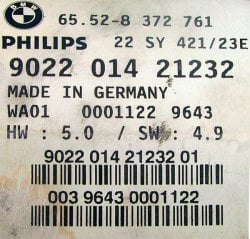 BMW
65.52-8 372 761
PHILIPS 22 SY 421/23E
9022 014 21232
MADE IN GERMANY
WA01 0001122 9643
HW : 5.0 / SW : 4.9
9022 014 21232 01
003 9643 0001122